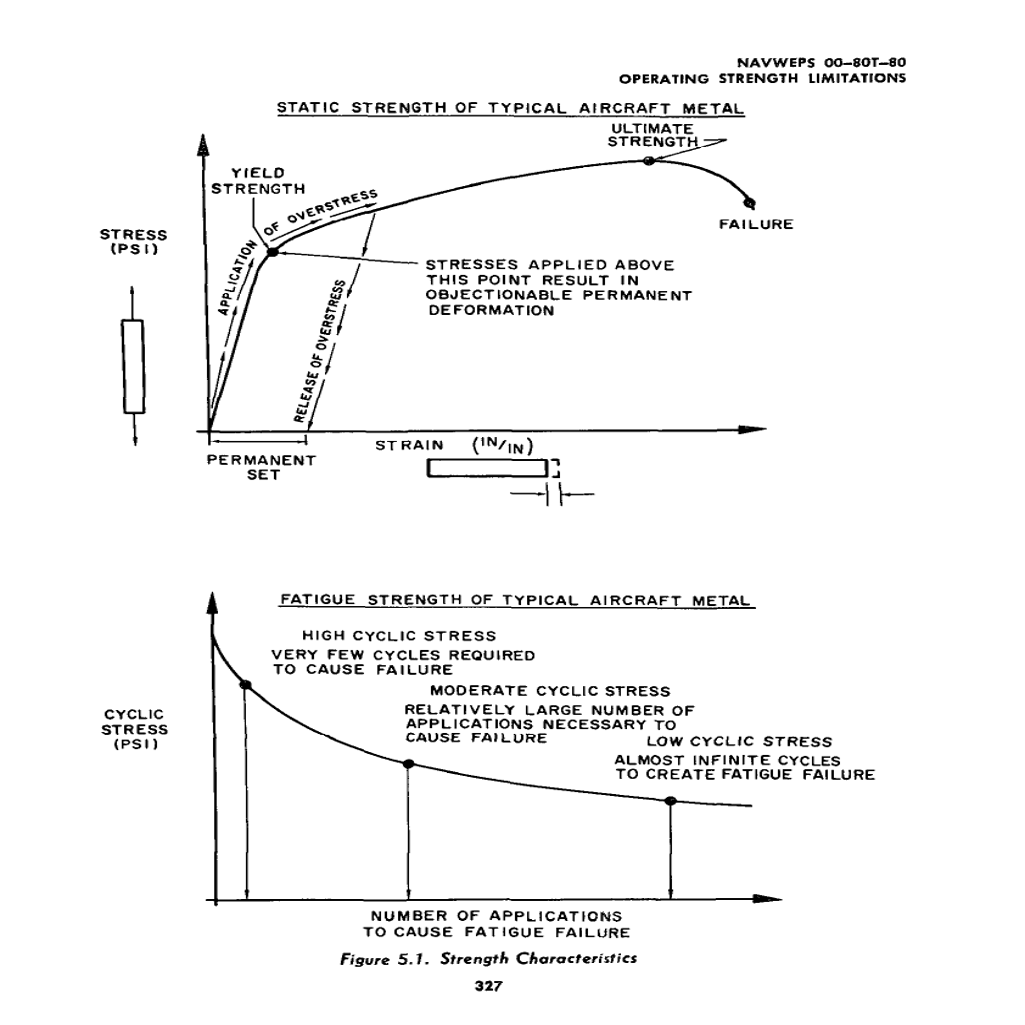 NAVWEPS 00-80T-80
OPERATING STRENGTH LIMITATIONS
STATIC STRENGTH OF TYPICAL AIRCRAFT METAL
ULTIMATE
STRENGTH
YIELD
STRENGTH
APPLICATION OF OVERSTRESS
FAILURE
STRESS
(PSI)
STRESSES APPLIED ABOVE
THIS POINT RESULT IN
OBJECTIONABLE PERMANENT
DEFORMATION
RELEASE OF OVERSTRESS
STRAIN (IN/IN)
PERMANENT
SET
FATIGUE STRENGTH OF TYPICAL AIRCRAFT METAL
HIGH CYCLIC STRESS
VERY FEW CYCLES REQUIRED
TO CAUSE FAILURE
MODERATE CYCLIC STRESS
RELATIVELY LARGE NUMBER OF
APPLICATIONS NECESSARY TO
CAUSE FAILURE
CYCLIC
STRESS
(PSI)
LOW CYCLIC STRESS
ALMOST INFINITE CYCLES
TO CREATE FATIGUE FAILURE
NUMBER OF APPLICATIONS
TO CAUSE FATIGUE FAILURE
Figure 5.1. Strength Characteristics
327